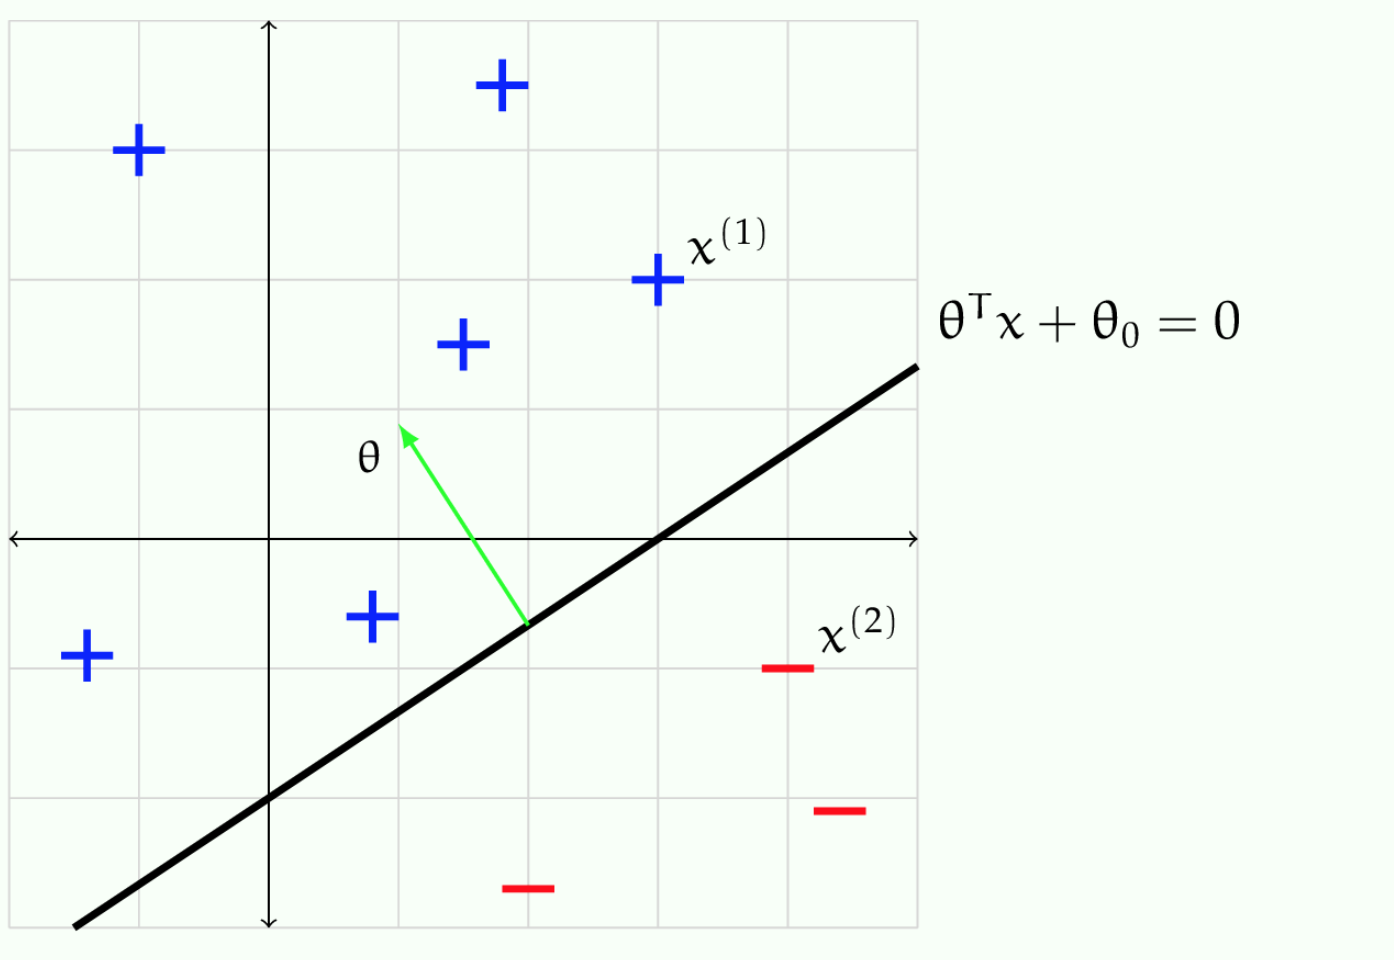 x⁽¹⁾
θᵀx + θ₀ = 0
θ
x⁽²⁾